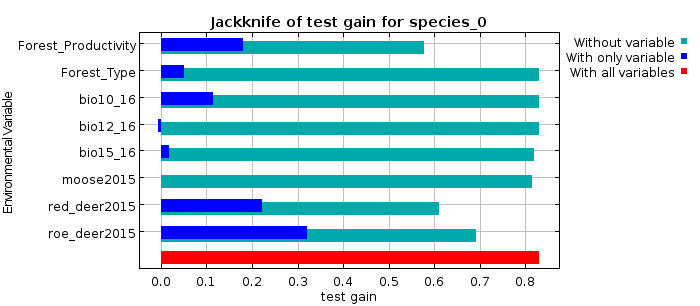 Jackknife of test gain for species_0
Without variable
With only variable
With all variables
Environmental Variable
Forest_Productivity
Forest_Type
bio10_16
bio12_16
bio15_16
moose2015
red_deer2015
roe_deer2015
0.0 0.1 0.2 0.3 0.4 0.5 0.6 0.7 0.8
test gain